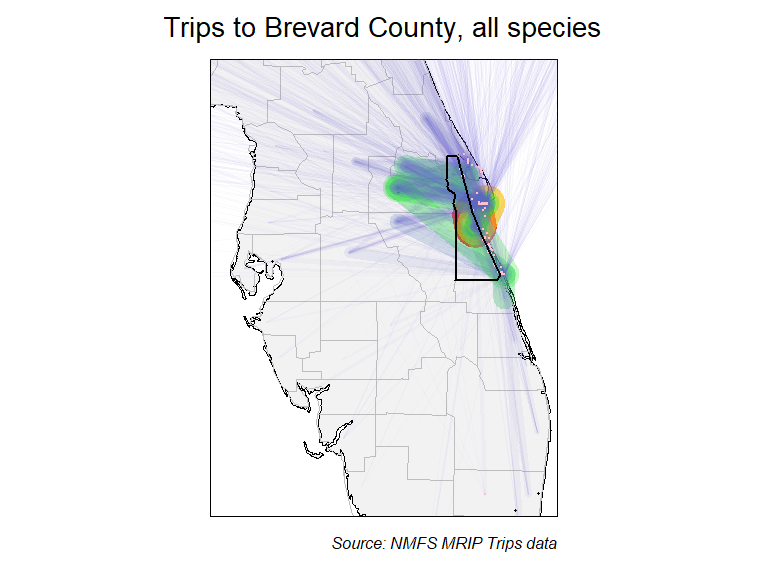 Trips to Brevard County, all species
Source: NMFS MRIP Trips data